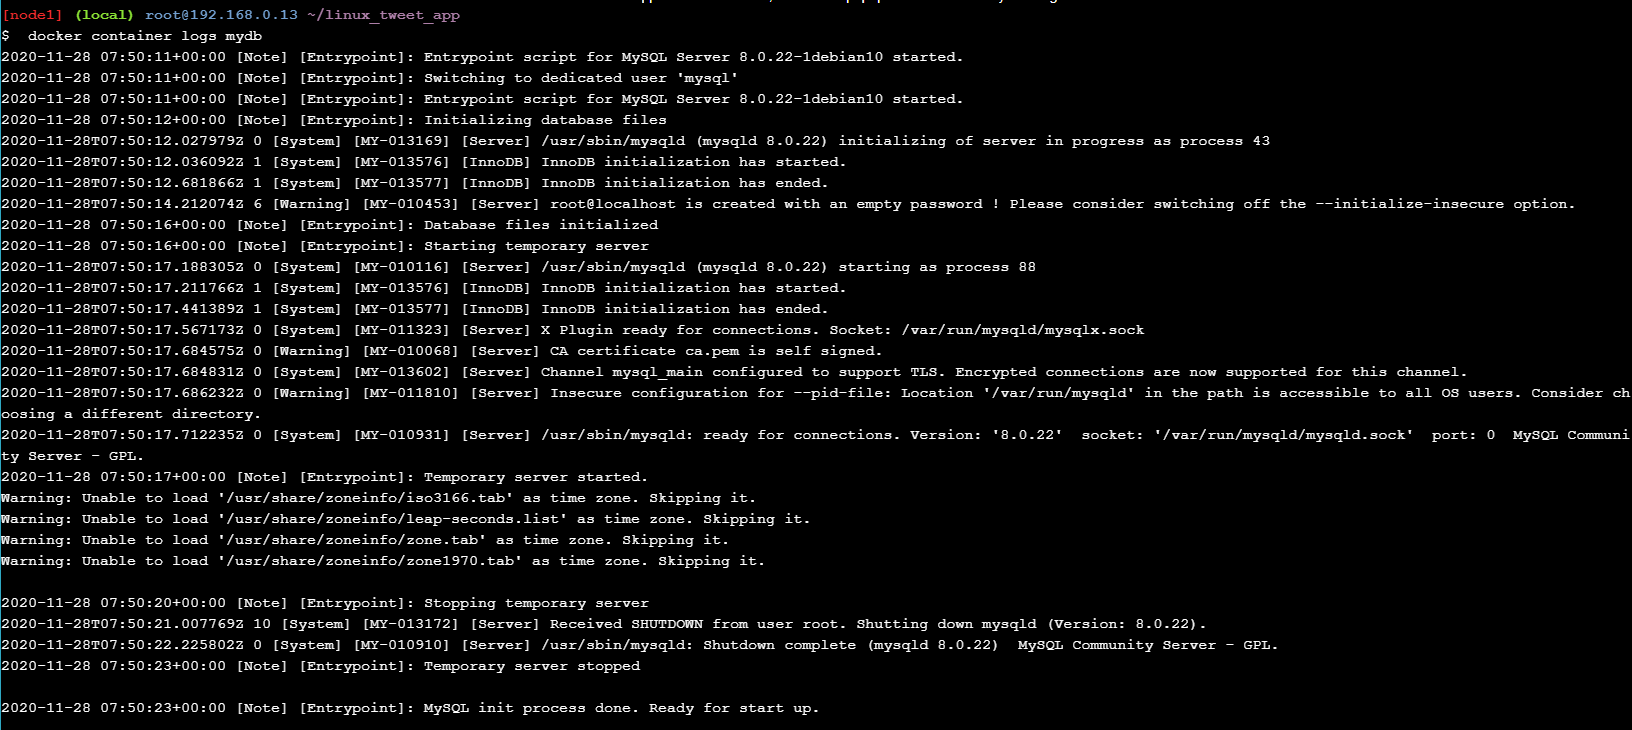 [node1] (local) root@192.168.0.13 ~/linux_tweet_app
$  docker container logs mydb
2020-11-28 07:50:11+00:00 [Note] [Entrypoint]: Entrypoint script for MySQL Server 8.0.22-1debian10 started.
2020-11-28 07:50:11+00:00 [Note] [Entrypoint]: Switching to dedicated user 'mysql'
2020-11-28 07:50:11+00:00 [Note] [Entrypoint]: Entrypoint script for MySQL Server 8.0.22-1debian10 started.
2020-11-28 07:50:12+00:00 [Note] [Entrypoint]: Initializing database files
2020-11-28T07:50:12.027979Z 0 [System] [MY-013169] [Server] /usr/sbin/mysqld (mysqld 8.0.22) initializing of server in progress as process 43
2020-11-28T07:50:12.036092Z 1 [System] [MY-013576] [InnoDB] InnoDB initialization has started.
2020-11-28T07:50:12.681866Z 1 [System] [MY-013577] [InnoDB] InnoDB initialization has ended.
2020-11-28T07:50:14.212074Z 6 [Warning] [MY-010453] [Server] root@localhost is created with an empty password ! Please consider switching off the --initialize-insecure option.
2020-11-28 07:50:16+00:00 [Note] [Entrypoint]: Database files initialized
2020-11-28 07:50:16+00:00 [Note] [Entrypoint]: Starting temporary server
2020-11-28T07:50:17.188305Z 0 [System] [MY-010116] [Server] /usr/sbin/mysqld (mysqld 8.0.22) starting as process 88
2020-11-28T07:50:17.211766Z 1 [System] [MY-013576] [InnoDB] InnoDB initialization has started.
2020-11-28T07:50:17.441389Z 1 [System] [MY-013577] [InnoDB] InnoDB initialization has ended.
2020-11-28T07:50:17.567173Z 0 [System] [MY-011323] [Server] X Plugin ready for connections. Socket: /var/run/mysqld/mysqlx.sock
2020-11-28T07:50:17.684575Z 0 [Warning] [MY-010068] [Server] CA certificate ca.pem is self signed.
2020-11-28T07:50:17.684831Z 0 [System] [MY-013602] [Server] Channel mysql_main configured to support TLS. Encrypted connections are now supported for this channel.
2020-11-28T07:50:17.686232Z 0 [Warning] [MY-011810] [Server] Insecure configuration for --pid-file: Location '/var/run/mysqld' in the path is accessible to all OS users. Consider ch
oosing a different directory.
2020-11-28T07:50:17.712235Z 0 [System] [MY-010931] [Server] /usr/sbin/mysqld: ready for connections. Version: '8.0.22'  socket: '/var/run/mysqld/mysqld.sock'  port: 0  MySQL Communi
ty Server - GPL.
2020-11-28 07:50:17+00:00 [Note] [Entrypoint]: Temporary server started.
Warning: Unable to load '/usr/share/zoneinfo/iso3166.tab' as time zone. Skipping it.
Warning: Unable to load '/usr/share/zoneinfo/leap-seconds.list' as time zone. Skipping it.
Warning: Unable to load '/usr/share/zoneinfo/zone.tab' as time zone. Skipping it.
Warning: Unable to load '/usr/share/zoneinfo/zone1970.tab' as time zone. Skipping it.
2020-11-28 07:50:20+00:00 [Note] [Entrypoint]: Stopping temporary server
2020-11-28T07:50:21.007769Z 10 [System] [MY-013172] [Server] Received SHUTDOWN from user root. Shutting down mysqld (Version: 8.0.22).
2020-11-28T07:50:22.225802Z 0 [System] [MY-010910] [Server] /usr/sbin/mysqld: Shutdown complete (mysqld 8.0.22)  MySQL Community Server - GPL.
2020-11-28 07:50:23+00:00 [Note] [Entrypoint]: Temporary server stopped
2020-11-28 07:50:23+00:00 [Note] [Entrypoint]: MySQL init process done. Ready for start up.